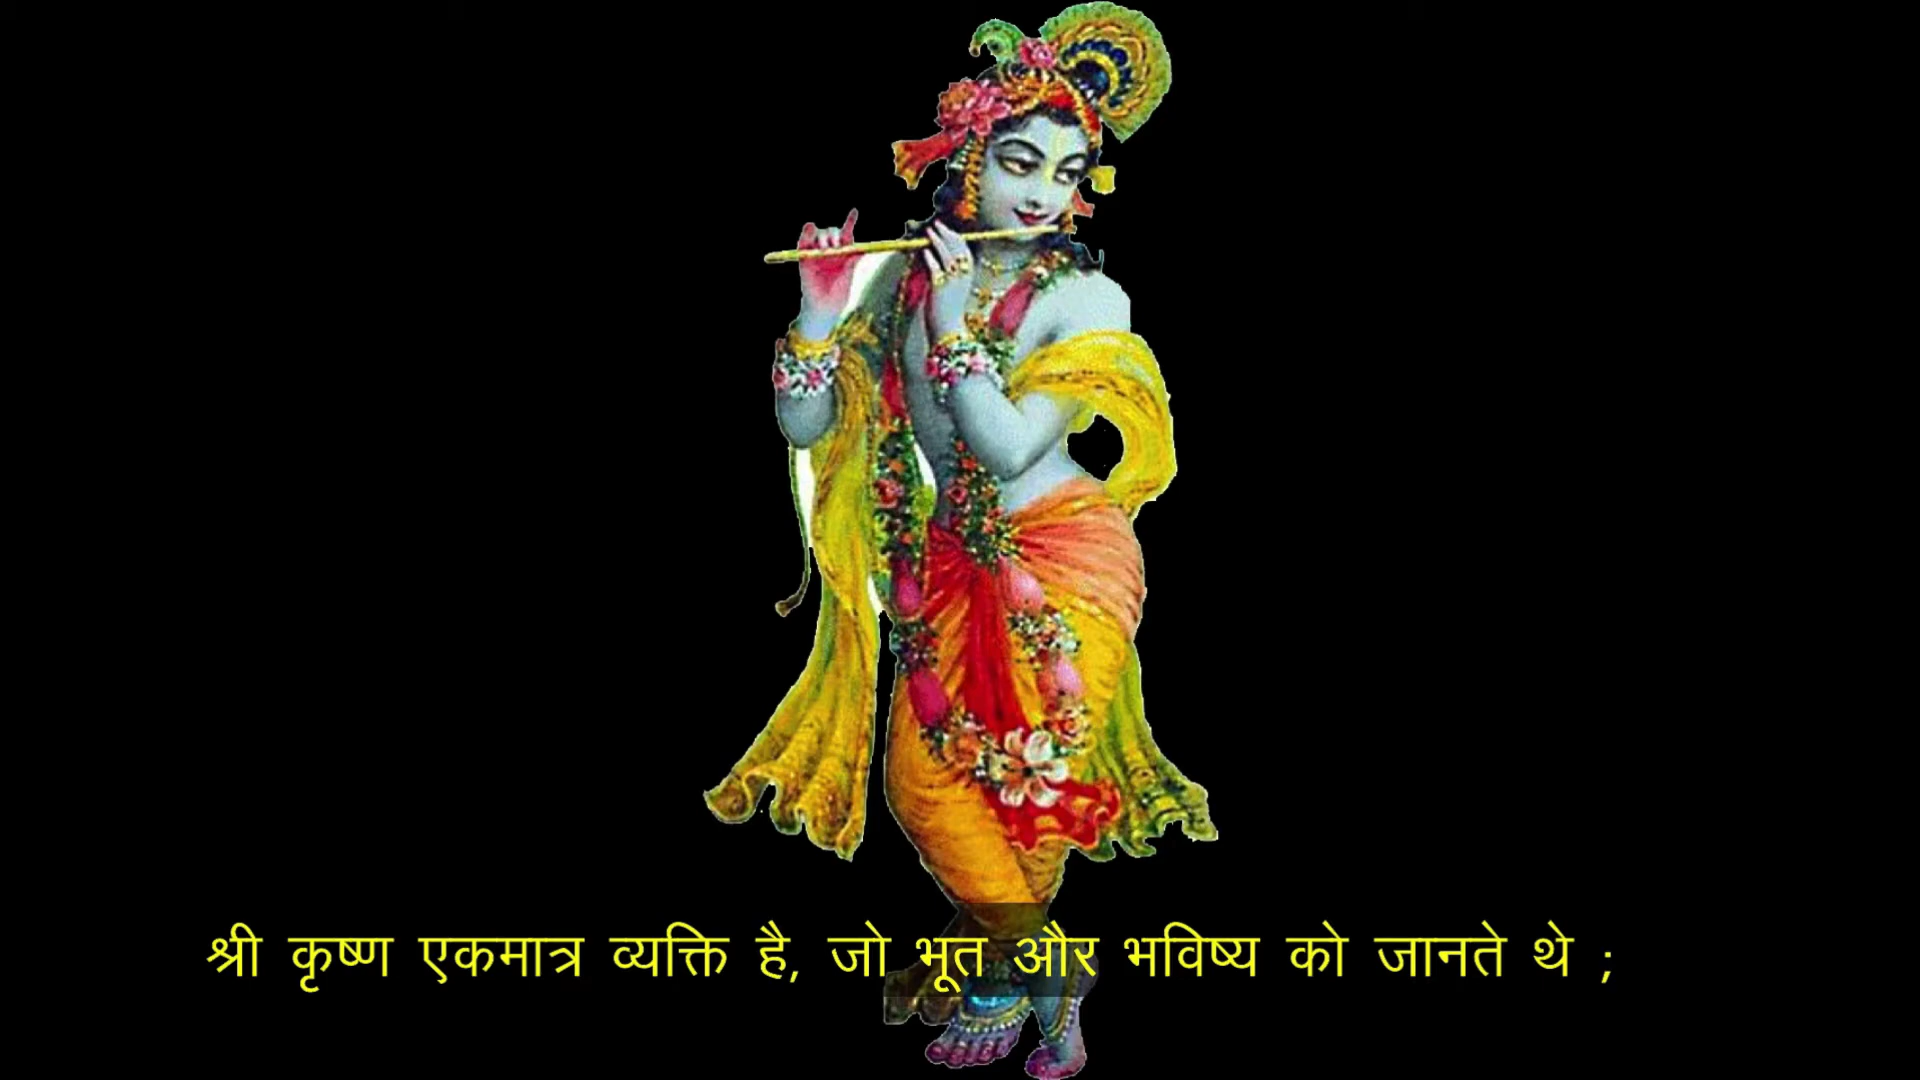 श्री कृष्ण एकमात्र व्यक्ति है, जो भूत और भविष्य को जानते थे ;